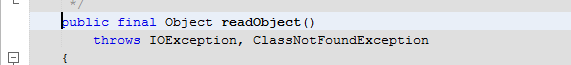 */
public final Object readObject()
throws IOException, ClassNotFoundException
{